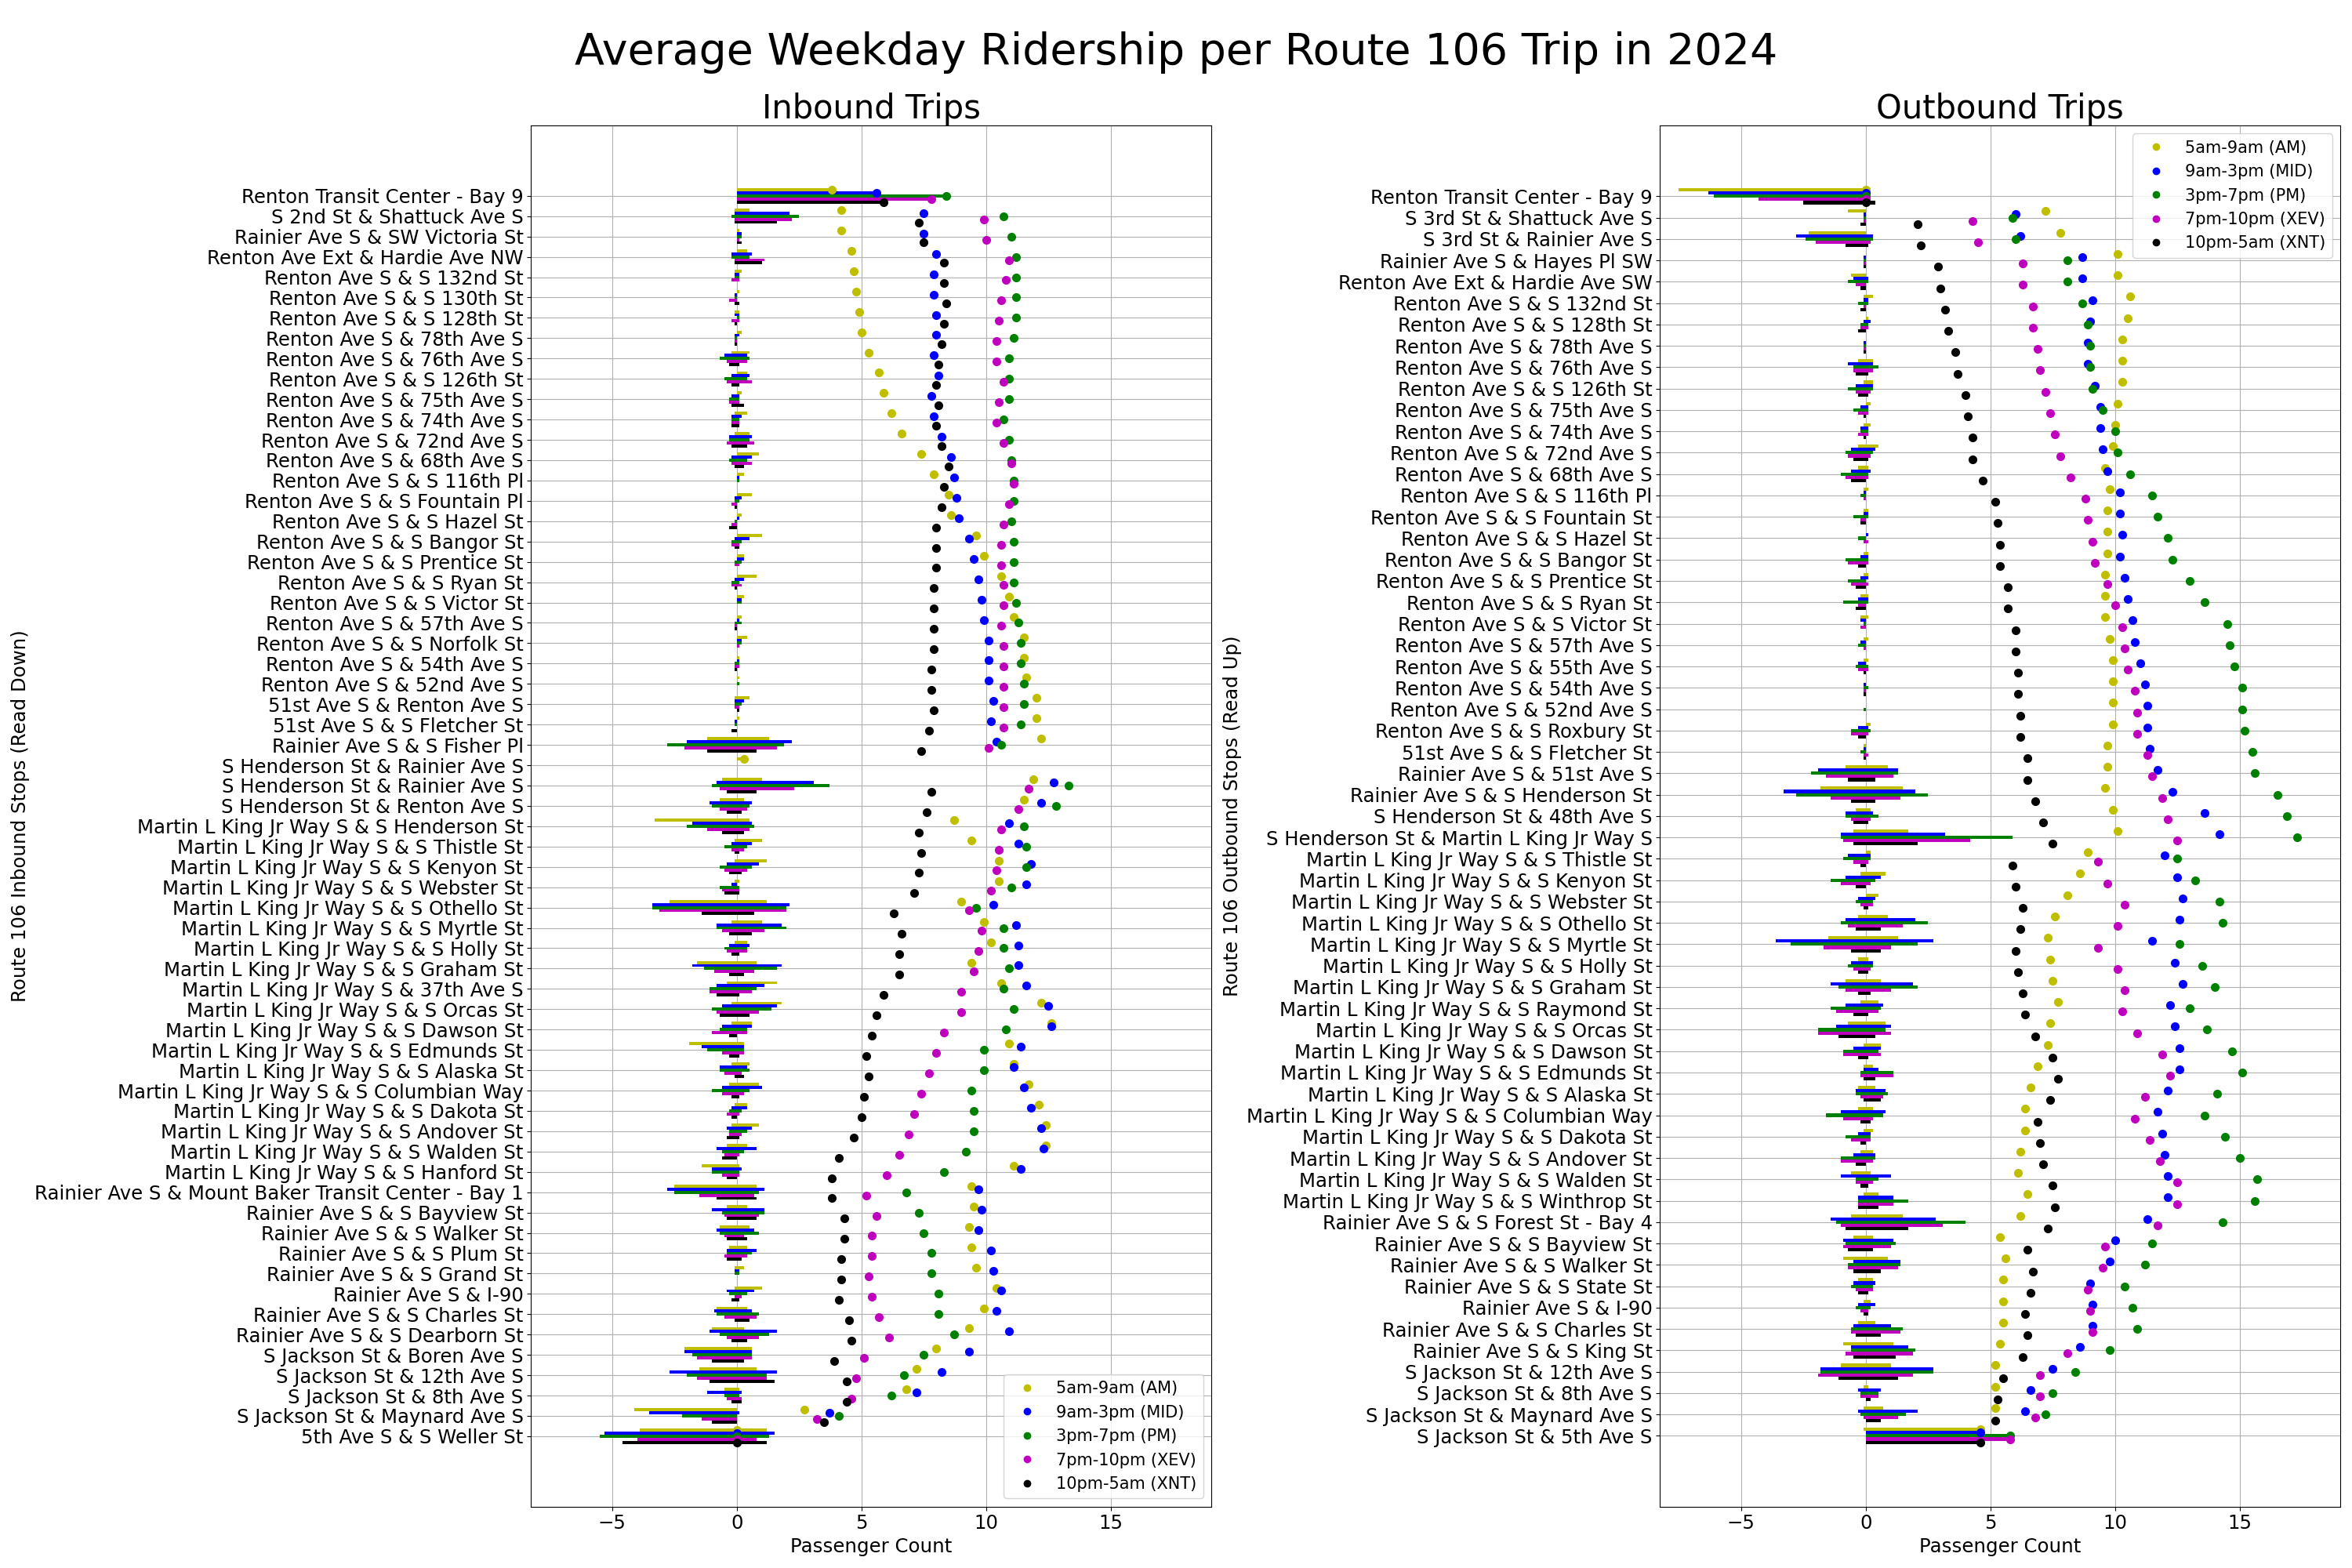 Average Weekday Ridership per Route 106 Trip in 2024
Inbound Trips
Route 106 Inbound Stops (Read Down)
Renton Transit Center - Bay 9
S 2nd St & Shattuck Ave S
Rainier Ave S & SW Victoria St
Renton Ave Ext & Hardie Ave NW
Renton Ave S & S 132nd St
Renton Ave S & S 130th St
Renton Ave S & S 128th St
Renton Ave S & 78th Ave S
Renton Ave S & 76th Ave S
Renton Ave S & S 126th St
Renton Ave S & 75th Ave S
Renton Ave S & 74th Ave S
Renton Ave S & 72nd Ave S
Renton Ave S & 68th Ave S
Renton Ave S & S 116th Pl
Renton Ave S & S Fountain Pl
Renton Ave S & S Hazel St
Renton Ave S & S Bangor St
Renton Ave S & S Prentice St
Renton Ave S & S Ryan St
Renton Ave S & S Victor St
Renton Ave S & 57th Ave S
Renton Ave S & S Norfolk St
Renton Ave S & 54th Ave S
Renton Ave S & 52nd Ave S
51st Ave S & Renton Ave S
51st Ave S & S Fletcher St
Rainier Ave S & S Fisher Pl
S Henderson St & Rainier Ave S
S Henderson St & Rainier Ave S
S Henderson St & Renton Ave S
Martin L King Jr Way S & S Henderson St
Martin L King Jr Way S & S Thistle St
Martin L King Jr Way S & S Kenyon St
Martin L King Jr Way S & S Webster St
Martin L King Jr Way S & S Othello St
Martin L King Jr Way S & S Myrtle St
Martin L King Jr Way S & S Holly St
Martin L King Jr Way S & S Graham St
Martin L King Jr Way S & 37th Ave S
Martin L King Jr Way S & S Orcas St
Martin L King Jr Way S & S Dawson St
Martin L King Jr Way S & S Edmunds St
Martin L King Jr Way S & S Alaska St
Martin L King Jr Way S & S Columbian Way
Martin L King Jr Way S & S Dakota St
Martin L King Jr Way S & S Andover St
Martin L King Jr Way S & S Walden St
Martin L King Jr Way S & S Hanford St
Rainier Ave S & Mount Baker Transit Center - Bay 1
Rainier Ave S & S Bayview St
Rainier Ave S & S Walker St
Rainier Ave S & S Plum St
Rainier Ave S & S Grand St
Rainier Ave S & I-90
Rainier Ave S & S Charles St
Rainier Ave S & S Dearborn St
S Jackson St & Boren Ave S
S Jackson St & 12th Ave S
S Jackson St & 8th Ave S
S Jackson St & Maynard Ave S
5th Ave S & S Weller St
5am-9am (AM)
9am-3pm (MID)
3pm-7pm (PM)
7pm-10pm (XEV)
10pm-5am (XNT)
−5 0 5 10 15
Passenger Count
Outbound Trips
Route 106 Outbound Stops (Read Up)
5am-9am (AM)
9am-3pm (MID)
3pm-7pm (PM)
7pm-10pm (XEV)
10pm-5am (XNT)
Renton Transit Center - Bay 9
S 3rd St & Shattuck Ave S
S 3rd St & Rainier Ave S
Rainier Ave S & Hayes Pl SW
Renton Ave Ext & Hardie Ave SW
Renton Ave S & S 132nd St
Renton Ave S & S 128th St
Renton Ave S & 78th Ave S
Renton Ave S & 76th Ave S
Renton Ave S & S 126th St
Renton Ave S & 75th Ave S
Renton Ave S & 74th Ave S
Renton Ave S & 72nd Ave S
Renton Ave S & 68th Ave S
Renton Ave S & S 116th Pl
Renton Ave S & S Fountain St
Renton Ave S & S Hazel St
Renton Ave S & S Bangor St
Renton Ave S & S Prentice St
Renton Ave S & S Ryan St
Renton Ave S & S Victor St
Renton Ave S & 57th Ave S
Renton Ave S & 55th Ave S
Renton Ave S & 54th Ave S
Renton Ave S & 52nd Ave S
Renton Ave S & S Roxbury St
51st Ave S & S Fletcher St
Rainier Ave S & 51st Ave S
Rainier Ave S & S Henderson St
S Henderson St & 48th Ave S
S Henderson St & Martin L King Jr Way S
Martin L King Jr Way S & S Thistle St
Martin L King Jr Way S & S Kenyon St
Martin L King Jr Way S & S Webster St
Martin L King Jr Way S & S Othello St
Martin L King Jr Way S & S Myrtle St
Martin L King Jr Way S & S Holly St
Martin L King Jr Way S & S Graham St
Martin L King Jr Way S & S Raymond St
Martin L King Jr Way S & S Orcas St
Martin L King Jr Way S & S Dawson St
Martin L King Jr Way S & S Edmunds St
Martin L King Jr Way S & S Alaska St
Martin L King Jr Way S & S Columbian Way
Martin L King Jr Way S & S Dakota St
Martin L King Jr Way S & S Andover St
Martin L King Jr Way S & S Walden St
Martin L King Jr Way S & S Winthrop St
Rainier Ave S & S Forest St - Bay 4
Rainier Ave S & S Bayview St
Rainier Ave S & S Walker St
Rainier Ave S & S State St
Rainier Ave S & I-90
Rainier Ave S & S Charles St
Rainier Ave S & S King St
S Jackson St & 12th Ave S
S Jackson St & 8th Ave S
S Jackson St & Maynard Ave S
S Jackson St & 5th Ave S
−5 0 5 10 15
Passenger Count